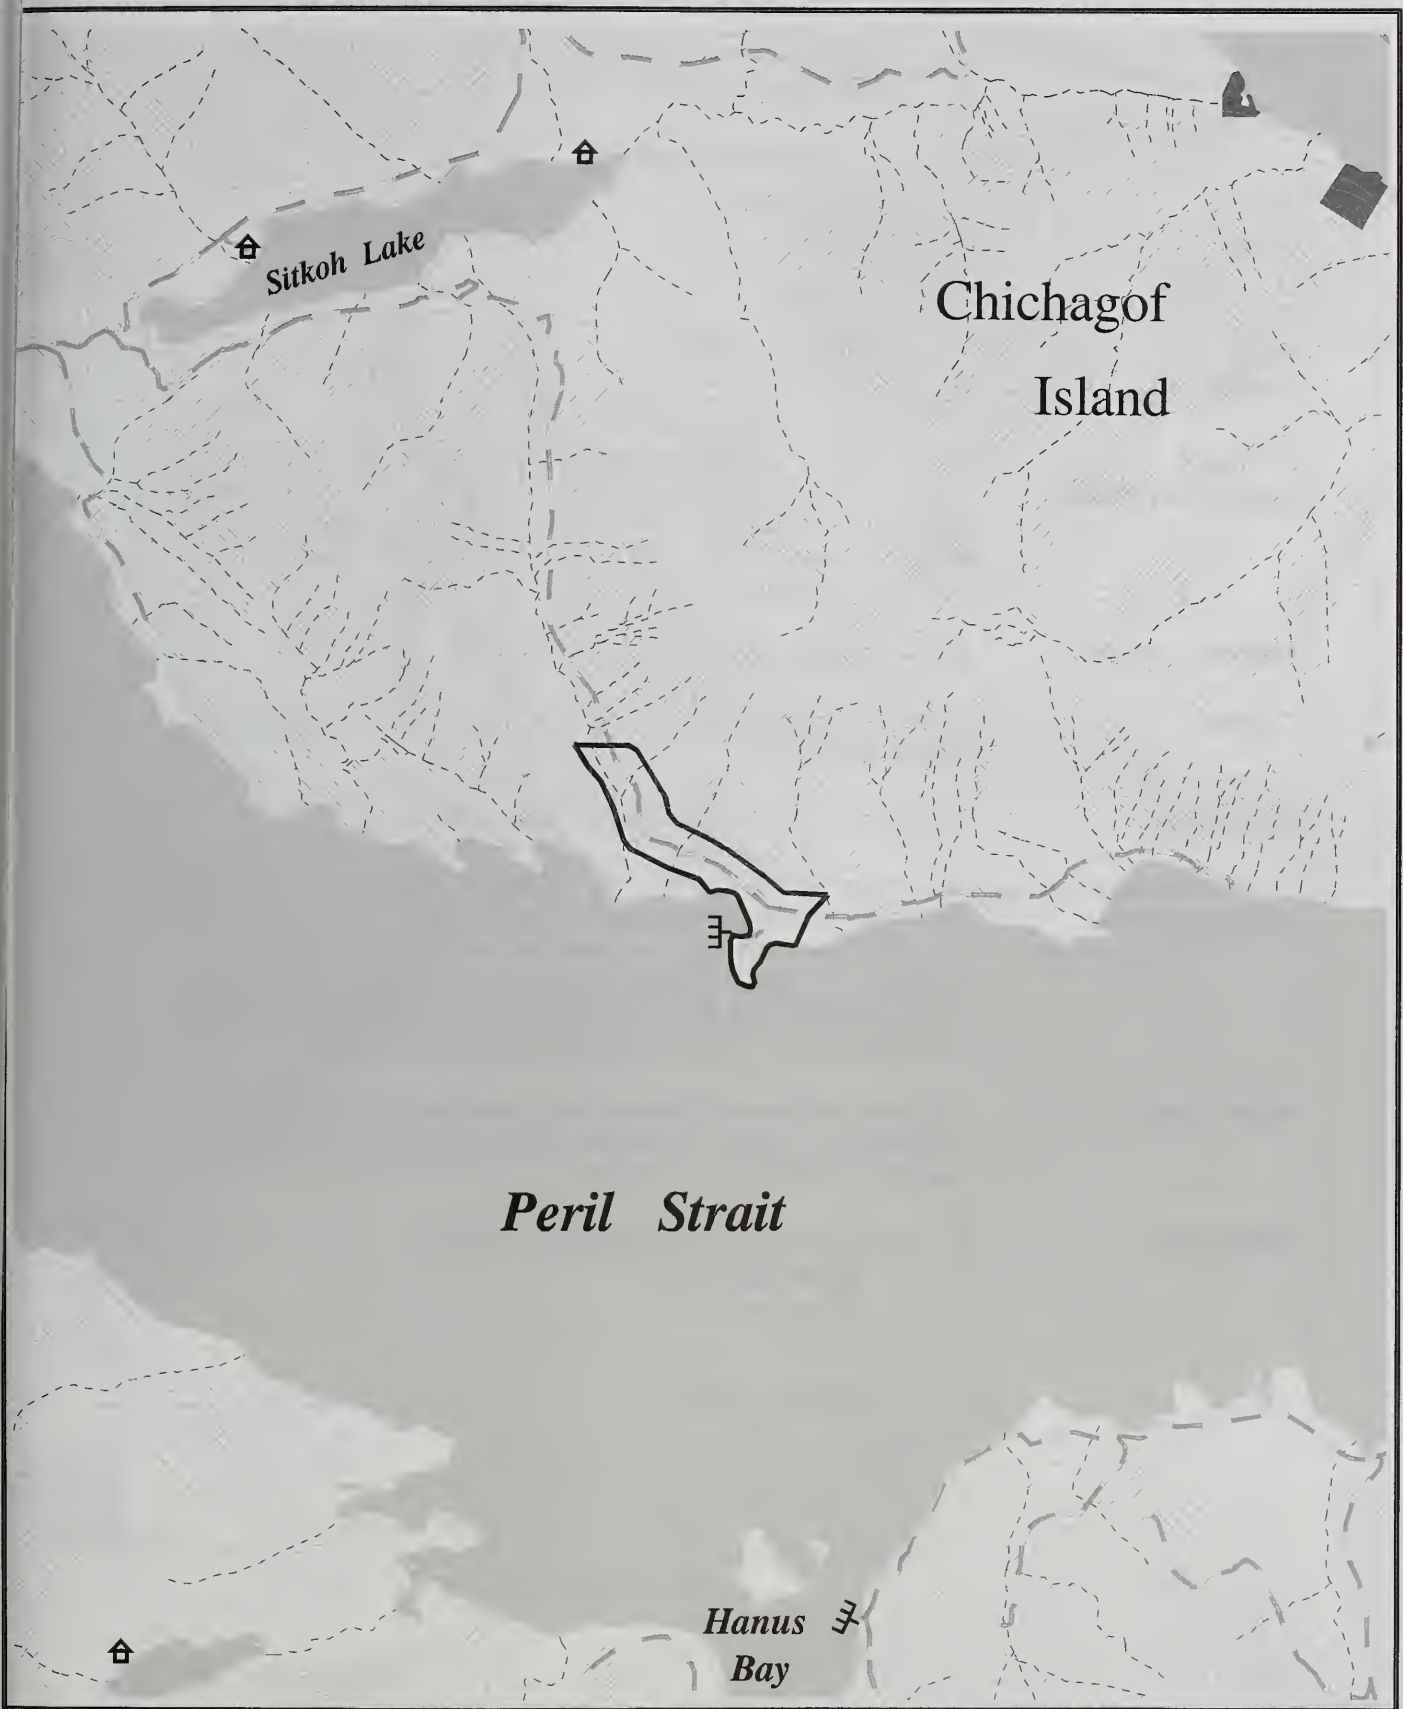 Sitkoh Lake
Chichagof
Island
Peril Strait
Hanus
Bay